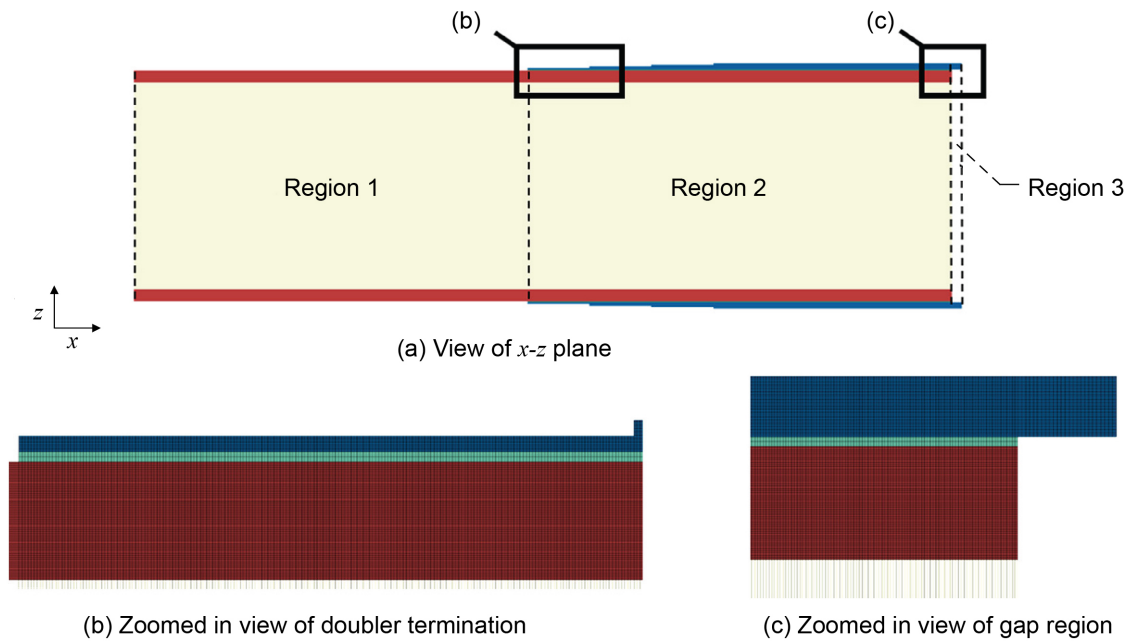 (b)
(c)
Region 1
Region 2
Region 3
z
x
(a) View of x-z plane
(b) Zoomed in view of doubler termination
(c) Zoomed in view of gap region